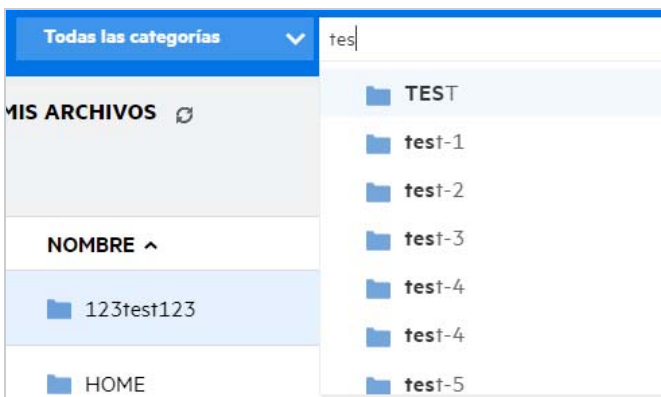 Todas las categorías
tes
MIS ARCHIVOS
TEST
test-1
test-2
test-3
test-4
test-4
test-5
NOMBRE
123test123
HOME